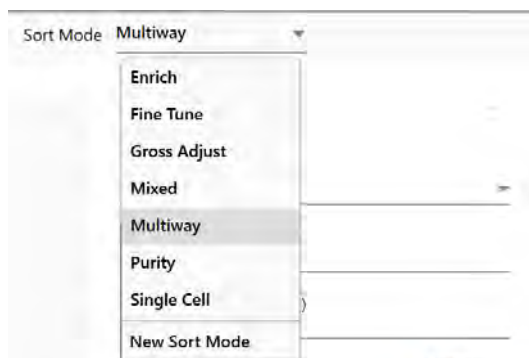 Sort Mode Multiway
Enrich
Fine Tune
Gross Adjust
Mixed
Multiway
Purity
Single Cell
)
New Sort Mode